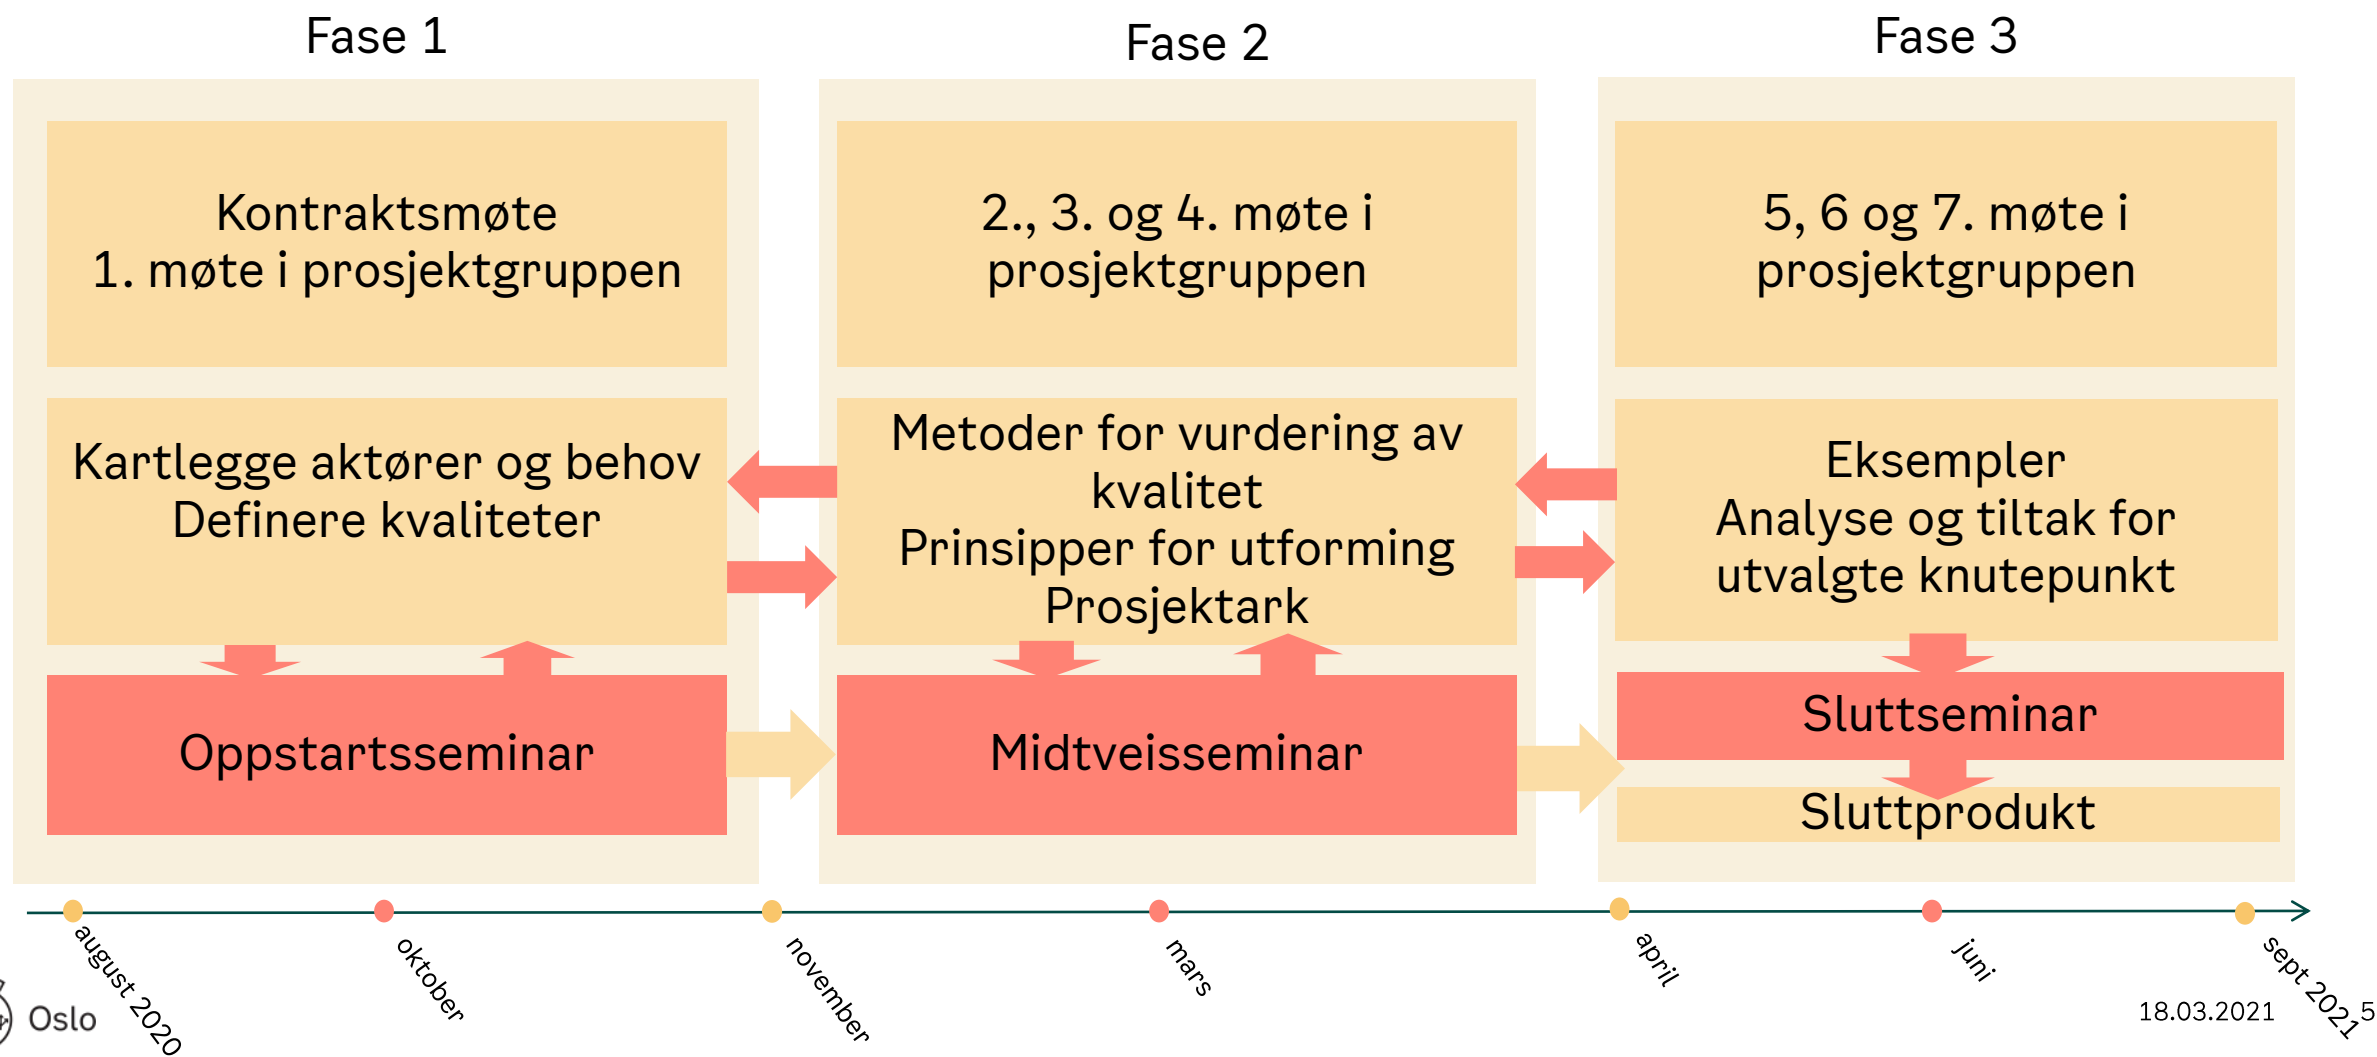 Fase 1
Kontraktsmøte
1. møte i prosjektgruppen
Kartlegge aktører og behov
Definere kvaliteter
Oppstartsseminar
Fase 2
2., 3. og 4. møte i
prosjektgruppen
Metoder for vurdering av
kvalitet
Prinsipper for utforming
Prosjektark
Midtveisseminar
Fase 3
5, 6 og 7. møte i
prosjektgruppen
Eksempler
Analyse og tiltak for
utvalgte knutepunkt
Sluttseminar
Sluttprodukt
august 2020
oktober
november
mars
april
juni
sept 2021
Oslo
18.03.2021
5